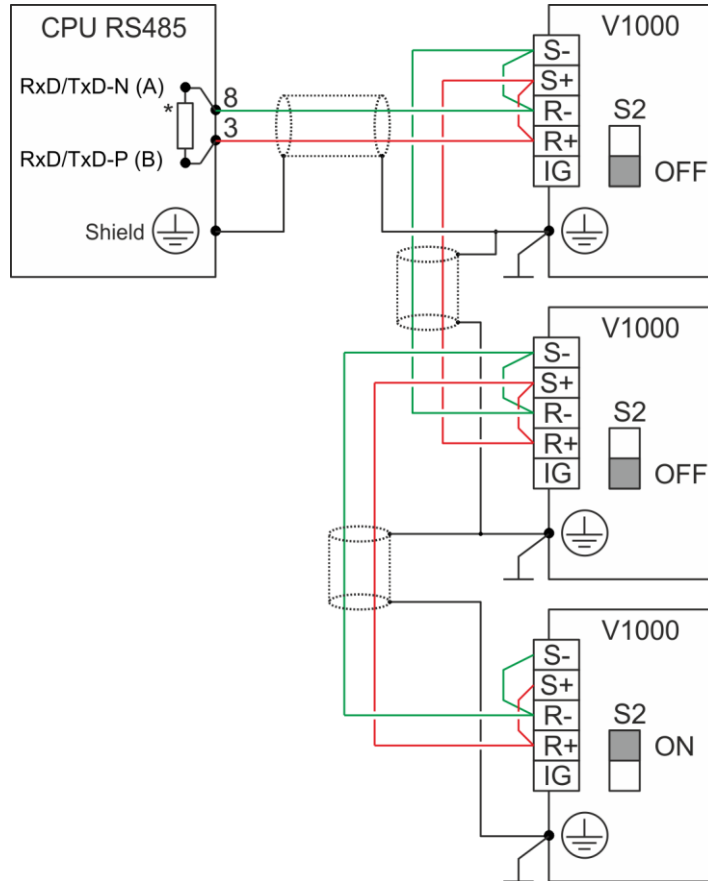 CPU RS485
RxD/TxD-N (A)
*
8
3
RxD/TxD-P (B)
Shield
V1000
S-
S+
R-
R+
IG
S2
OFF
V1000
S-
S+
R-
R+
IG
S2
OFF
V1000
S-
S+
R-
R+
IG
S2
ON